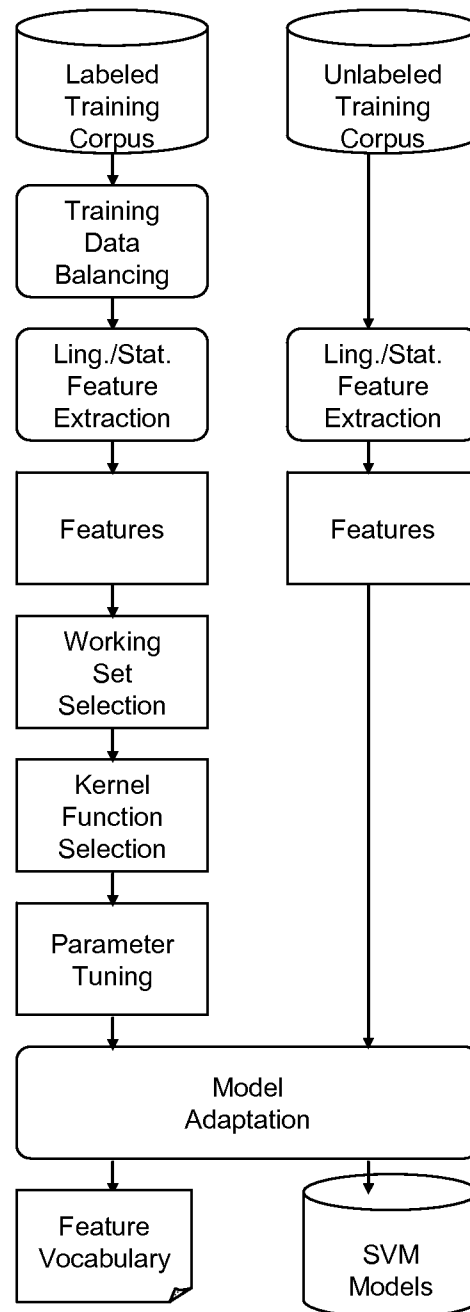 Labeled
Training
Corpus
Unlabeled
Training
Corpus
Training
Data
Balancing
Ling./Stat.
Feature
Extraction
Ling./Stat.
Feature
Extraction
Features
Features
Working
Set
Selection
Kernel
Function
Selection
Parameter
Tuning
Model
Adaptation
Feature
Vocabulary
SVM
Models